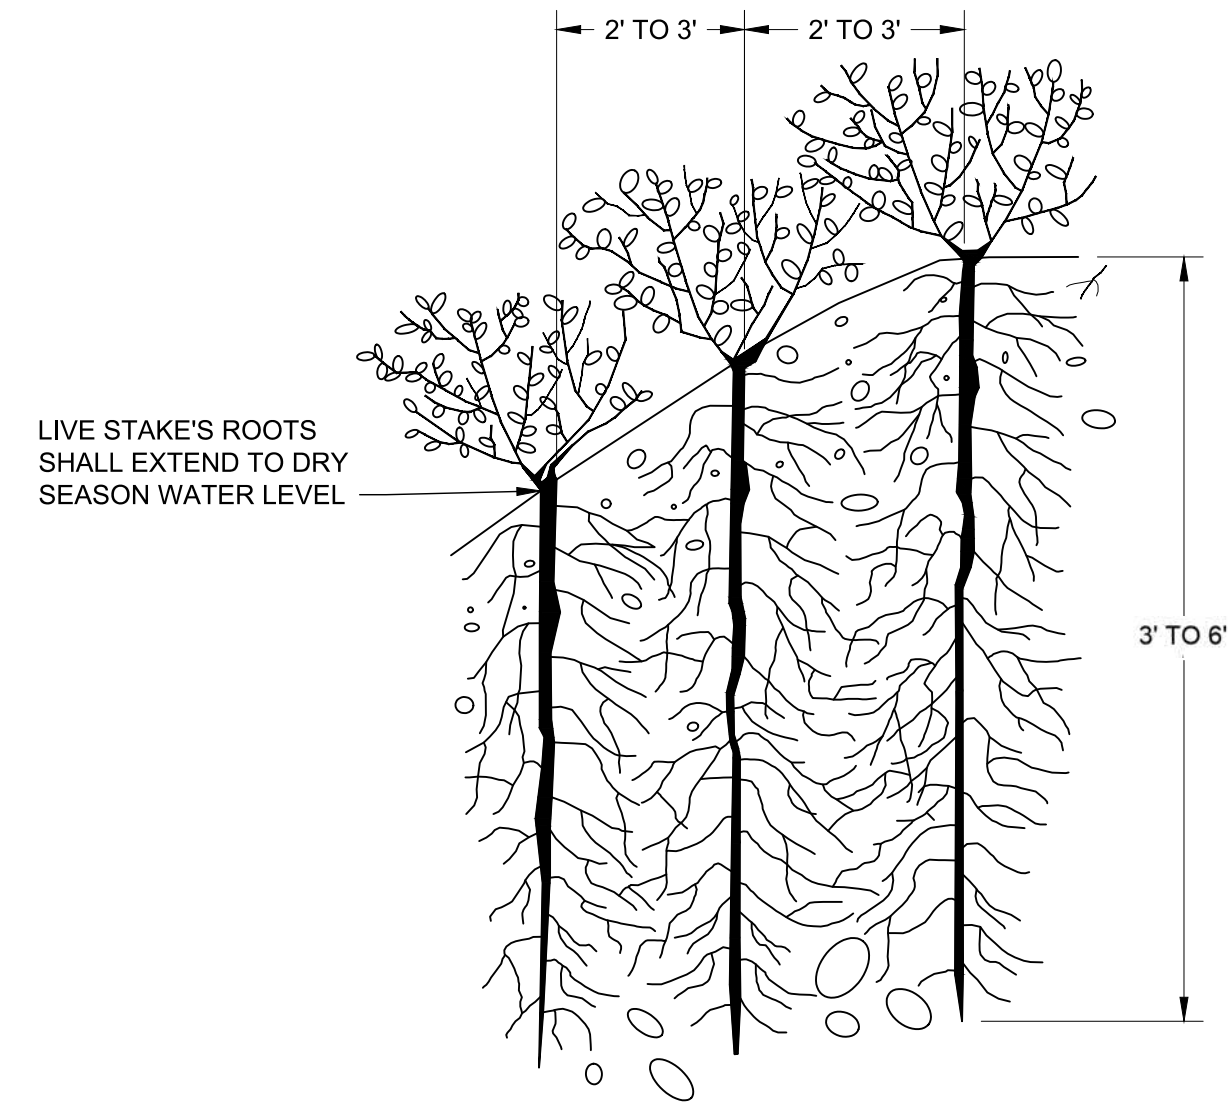 2' TO 3'
2' TO 3'
LIVE STAKE'S ROOTS
SHALL EXTEND TO DRY
SEASON WATER LEVEL
3' TO 6'